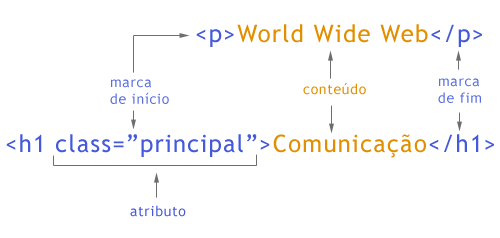 <p>World Wide Web</p>
marca
de início
conteúdo
marca
de fim
<h1 class=”principal”>Comunicação</h1>
atributo